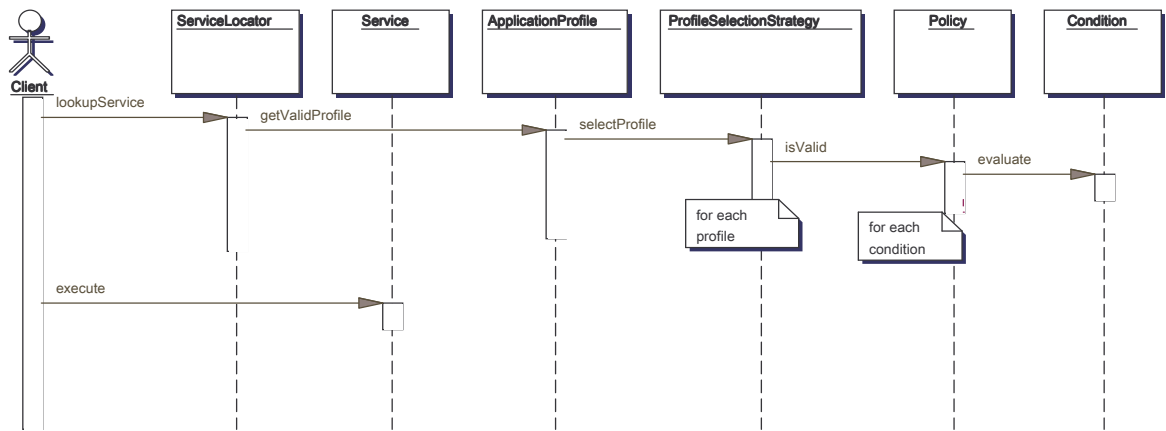 ServiceLocator
Service
ApplicationProfile
ProfileSelectionStrategy
Policy
Condition
Client
lookupService
getValidProfile
selectProfile
isValid
evaluate
for each
profile
for each
condition
execute